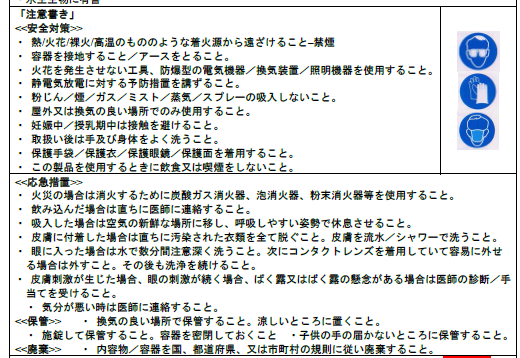 ・水生生物に有害
「注意書き」
<<安全対策>>
・ 熱/火花/裸火/高温のもののような着火源から遠ざけること−禁煙
・ 容器を接地すること/アースをとること。
・ 火花を発生させない工具、防爆型の電気機器/換気装置/照明機器を使用すること。
・ 静電気放電に対する予防措置を講ずること。
・ 粉じん/煙/ガス/ミスト/蒸気/スプレーの吸入しないこと。
・ 屋外又は換気の良い場所でのみ使用すること。
・ 妊娠中/授乳期中は接触を避けること。
・ 取扱い後は手及び身体をよく洗うこと。
・ 保護手袋/保護衣/保護眼鏡/保護面を着用すること。
・ この製品を使用するときに飲食又は喫煙をしないこと。
<<応急措置>>
・ 火災の場合は消火するために炭酸ガス消火器、泡消火器、粉末消火器等を使用すること。
・ 飲み込んだ場合は直ちに医師に連絡すること。
・ 吸入した場合は空気の新鮮な場所に移し、呼吸しやすい姿勢で休息させること。
・ 皮膚に付着した場合は直ちに汚染された衣類を全て脱ぐこと。皮膚を流水/シャワーで洗うこと。
・ 眼に入った場合は水で数分間注意深く洗うこと。次にコンタクトレンズを着用していて容易に外せ
る場合は外すこと。その後も洗浄を続けること。
・ 皮膚刺激が生じた場合、眼の刺激が続く場合、ばく露又はばく露の懸念がある場合は医師の診断/手
当てを受けること。
・ 気分が悪い時は医師に連絡すること。
<<保管>> ・ 換気の良い場所で保管すること。涼しいところに置くこと。
・ 施錠して保管すること。容器を密閉しておくこと ・子供の手の届かないところに保管すること。
<<廃棄>> ・ 内容物/容器を国、都道府県、又は市町村の規則に従い廃棄すること。